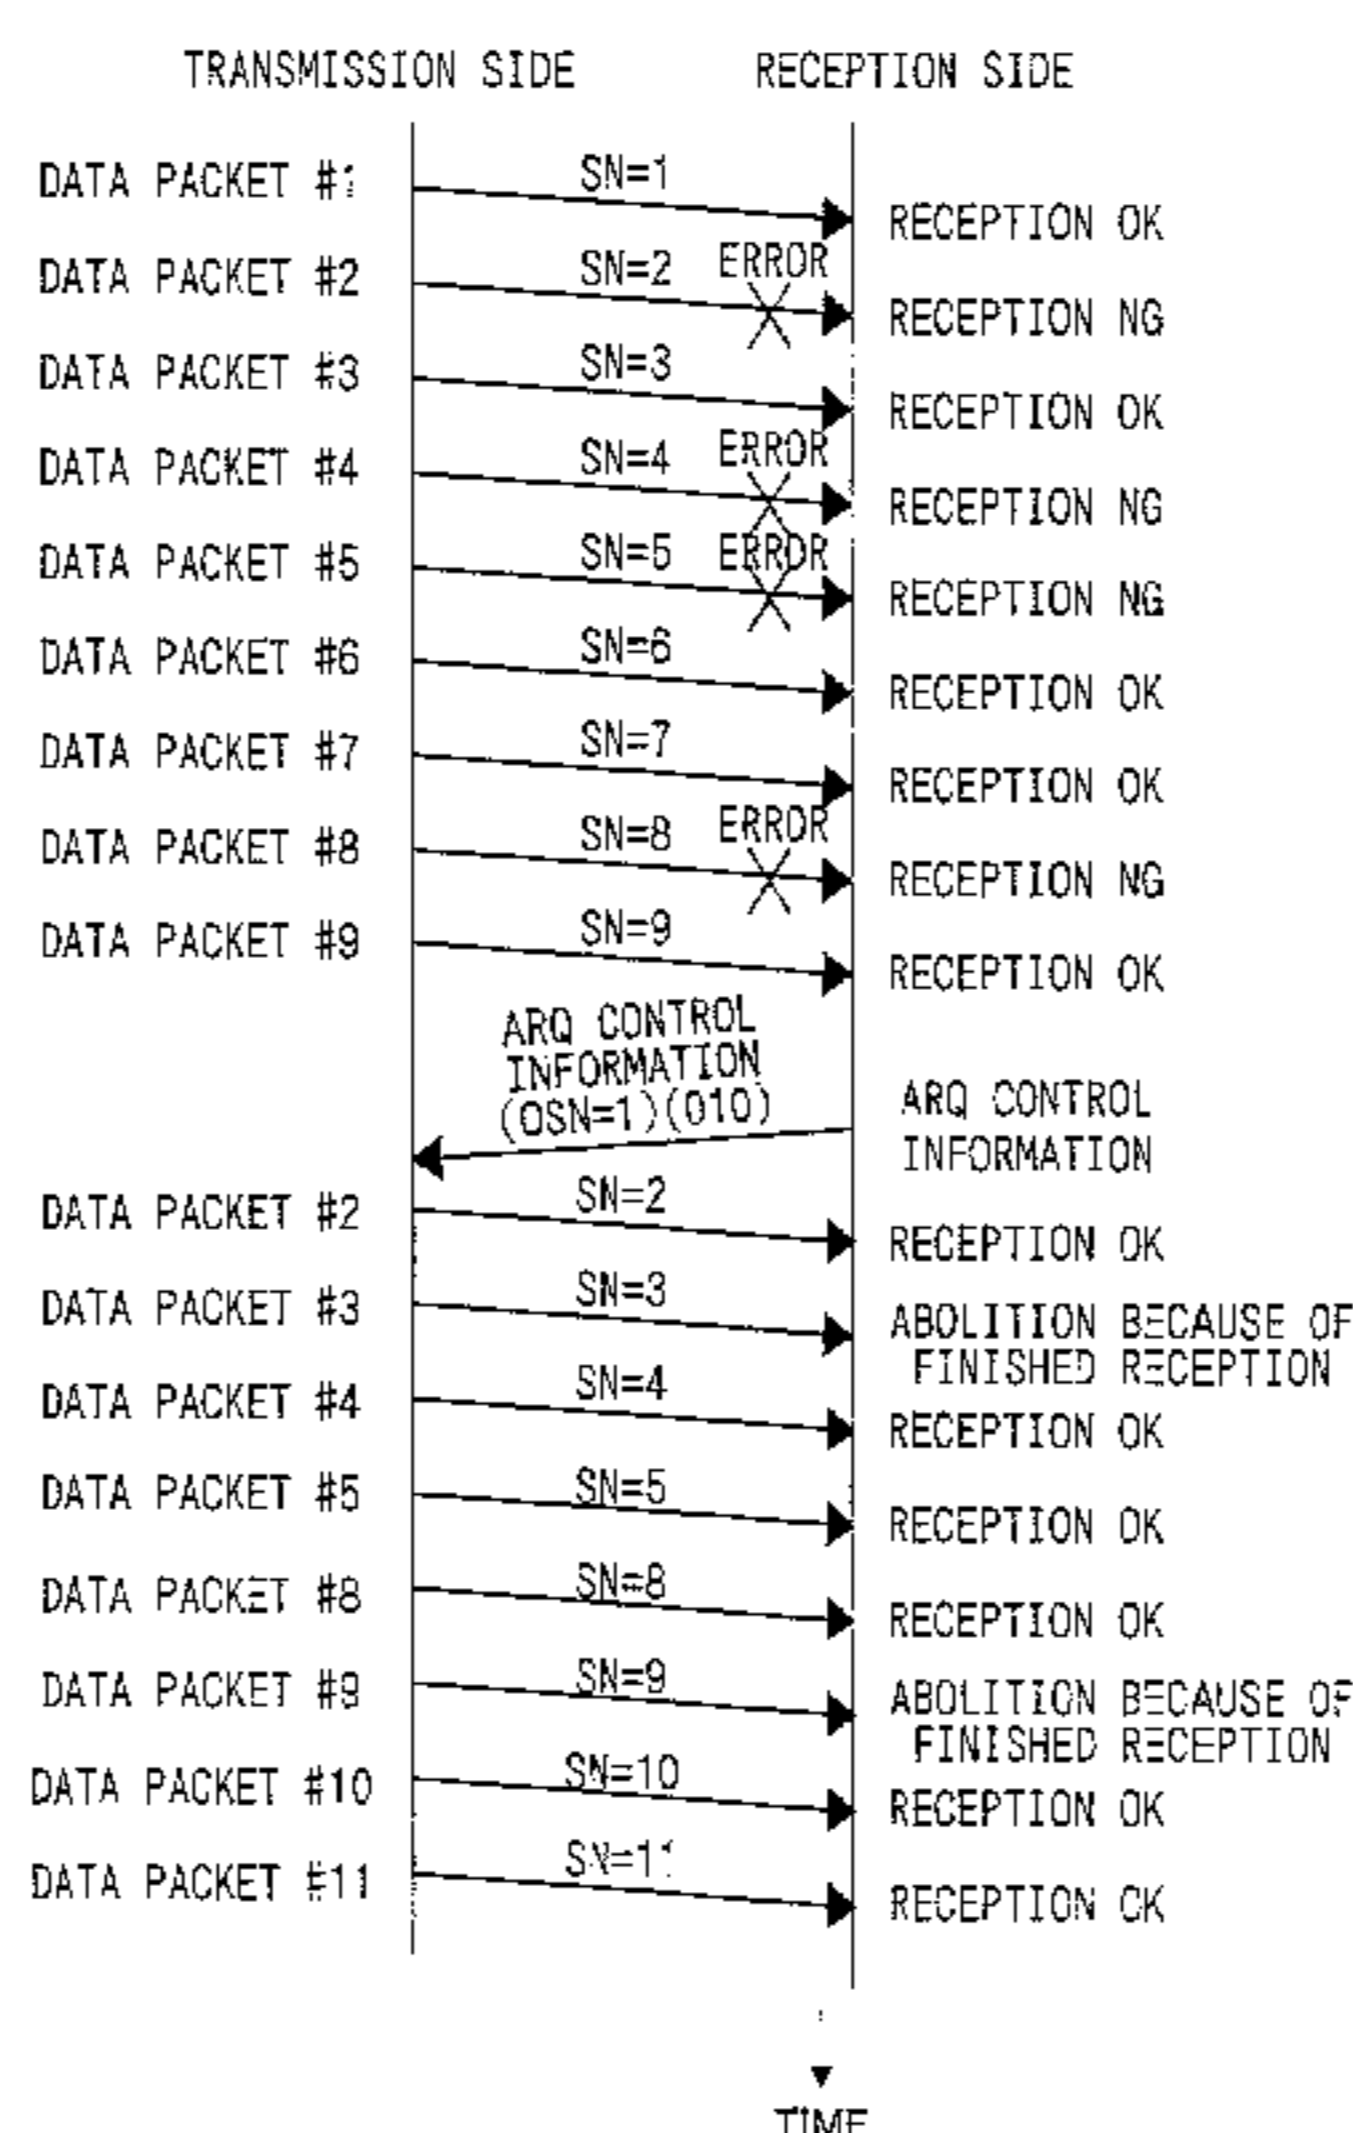 TRANSMISSION SIDE RECEPTION SIDE
DATA PACKET #1 SN=1 RECEPTION OK
DATA PACKET #2 SN=2 ERROR RECEPTION NG
DATA PACKET #3 SN=3 RECEPTION OK
DATA PACKET #4 SN=4 ERROR RECEPTION NG
DATA PACKET #5 SN=5 ERROR RECEPTION NG
DATA PACKET #6 SN=6 RECEPTION OK
DATA PACKET #7 SN=7 RECEPTION OK
DATA PACKET #8 SN=8 ERROR RECEPTION NG
DATA PACKET #9 SN=9 RECEPTION OK
ARQ CONTROL
INFORMATION
(OSN=1)(010)
ARQ CONTROL
INFORMATION
DATA PACKET #2 SN=2 RECEPTION OK
DATA PACKET #3 SN=3 ABOLITION BECAUSE OF
FINISHED RECEPTION
DATA PACKET #4 SN=4 RECEPTION OK
DATA PACKET #5 SN=5 RECEPTION OK
DATA PACKET #8 SN=8 RECEPTION OK
DATA PACKET #9 SN=9 ABOLITION BECAUSE OF
FINISHED RECEPTION
DATA PACKET #10 SN=10 RECEPTION OK
DATA PACKET #11 SN=11 RECEPTION OK
TIME